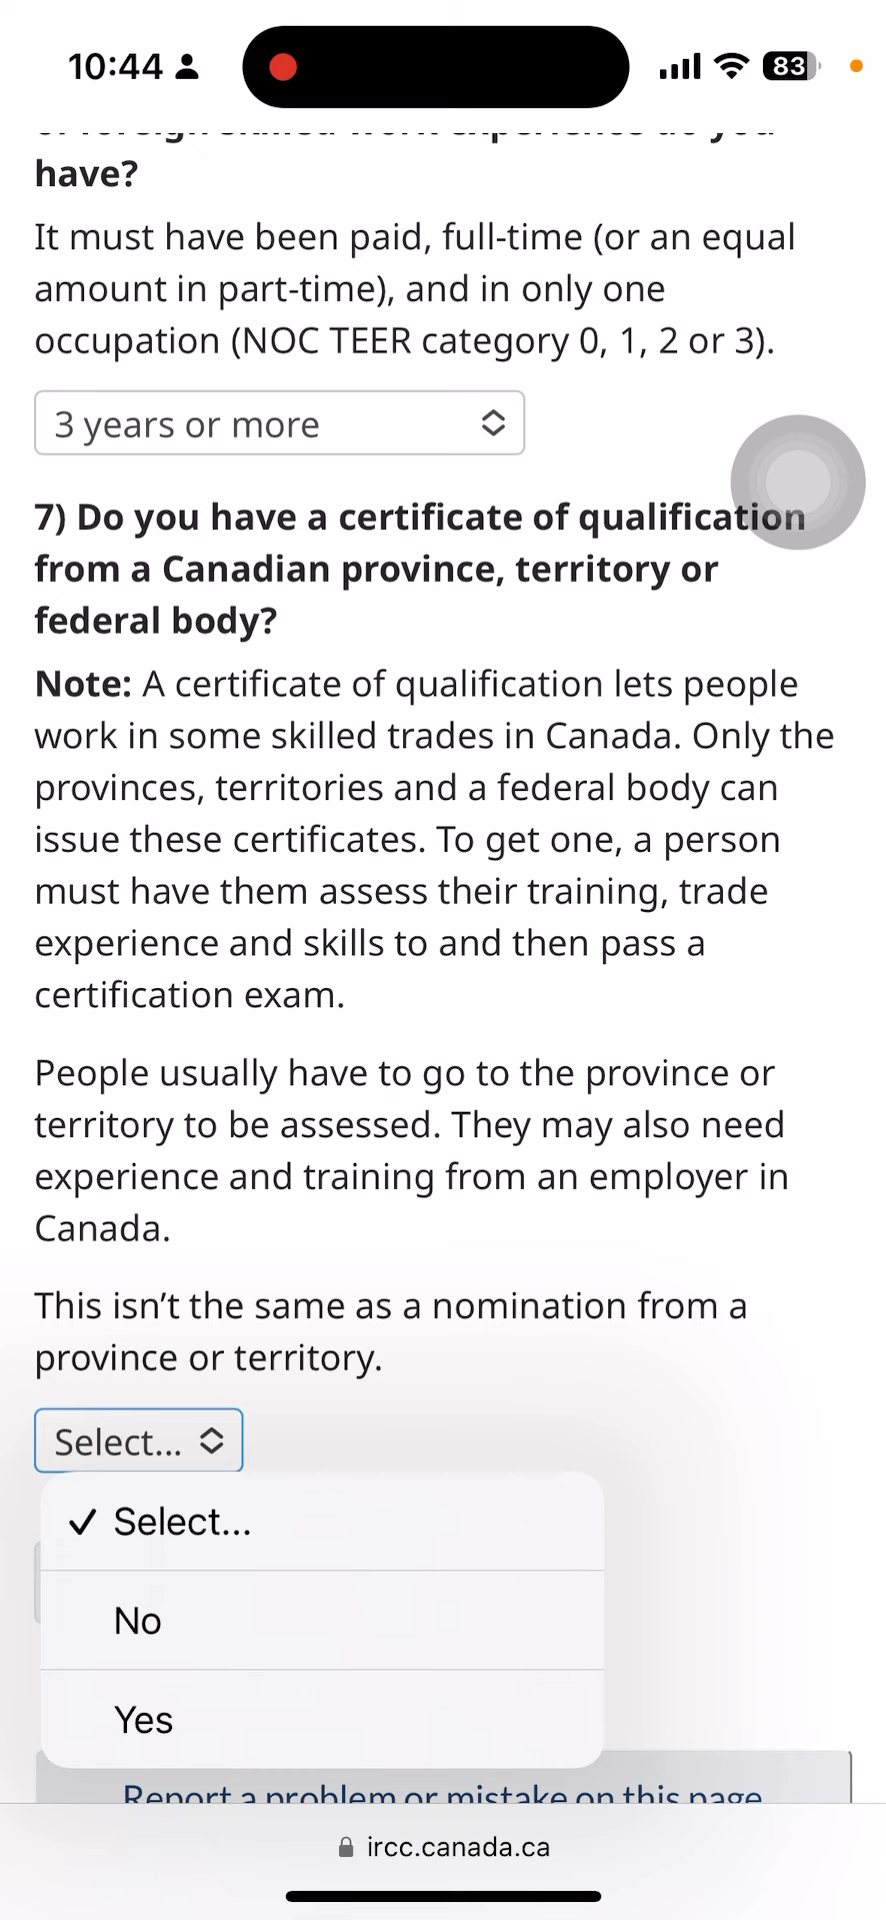 10:44
83
have?
It must have been paid, full-time (or an equal
amount in part-time), and in only one
occupation (NOC TEER category 0, 1, 2 or 3).
3 years or more
7) Do you have a certificate of qualification
from a Canadian province, territory or
federal body?
Note: A certificate of qualification lets people
work in some skilled trades in Canada. Only the
provinces, territories and a federal body can
issue these certificates. To get one, a person
must have them assess their training, trade
experience and skills to and then pass a
certification exam.
People usually have to go to the province or
territory to be assessed. They may also need
experience and training from an employer in
Canada.
This isn’t the same as a nomination from a
province or territory.
Select...
Select...
No
Yes
Report a problem or mistake on this page
ircc.canada.ca